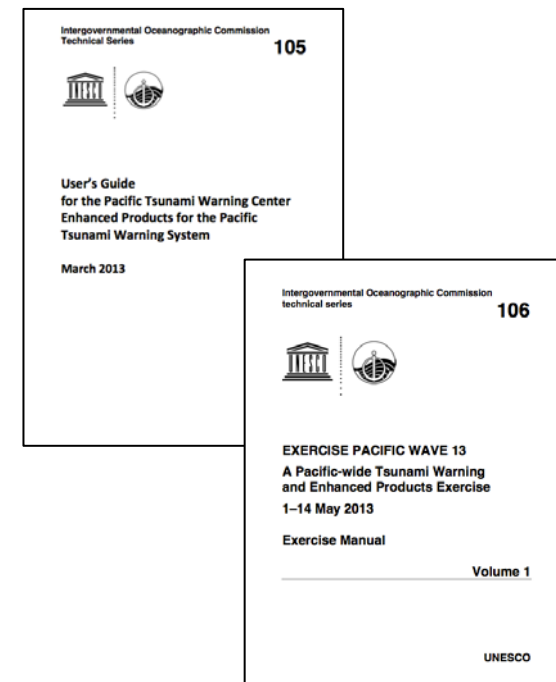 Intergovernmental Oceanographic Commission
Technical Series
105
UNESCO
User's Guide
for the Pacific Tsunami Warning Center
Enhanced Products for the Pacific
Tsunami Warning System
March 2013
Intergovernmental Oceanographic Commission
technical series
106
UNESCO
EXERCISE PACIFIC WAVE 13
A Pacific-wide Tsunami Warning
and Enhanced Products Exercise
1–14 May 2013
Exercise Manual
Volume 1
UNESCO